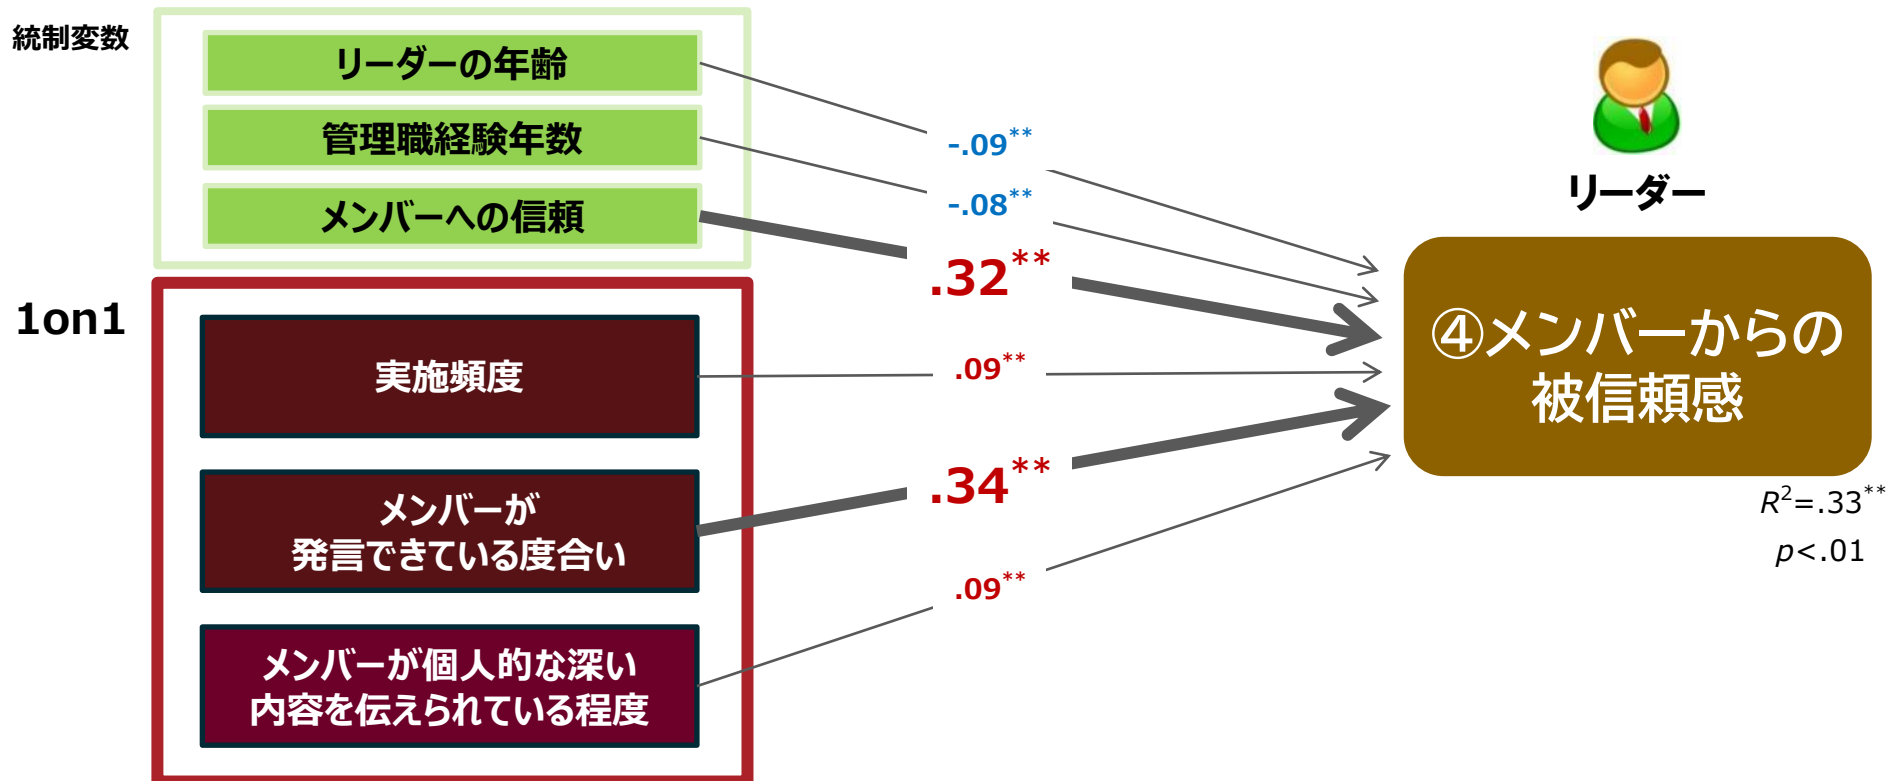 統制変数
リーダーの年齢
管理職経験年数
メンバーへの信頼
-.09**
-.08**
.32**
リーダー
1on1
実施頻度
メンバーが
発言できている度合い
メンバーが個人的な深い
内容を伝えられている程度
.09**
.34**
.09**
④メンバーからの
被信頼感
R²=.33**
p<.01